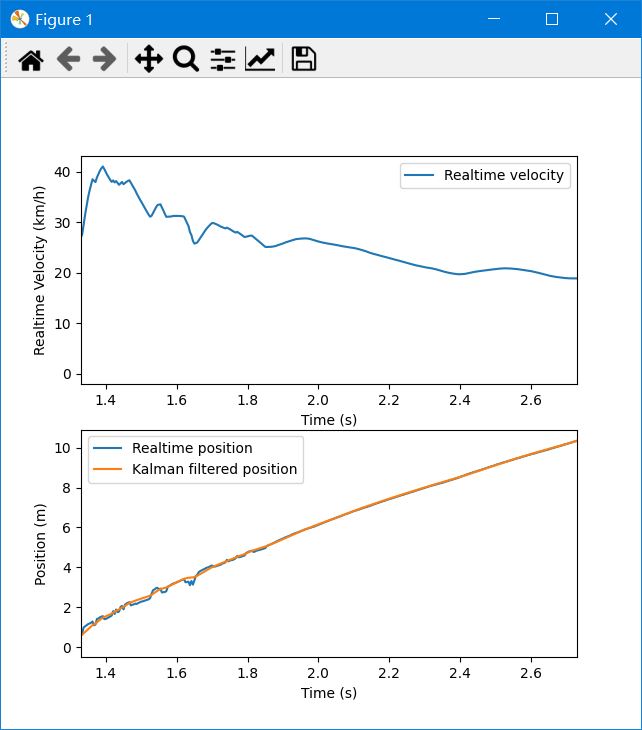 Figure 1
Realtime velocity
Realtime Velocity (km/h)
40
30
20
10
0
1.4 1.6 1.8 2.0 2.2 2.4 2.6
Time (s)
Realtime position
Kalman filtered position
Position (m)
10
8
6
4
2
0
1.4 1.6 1.8 2.0 2.2 2.4 2.6
Time (s)